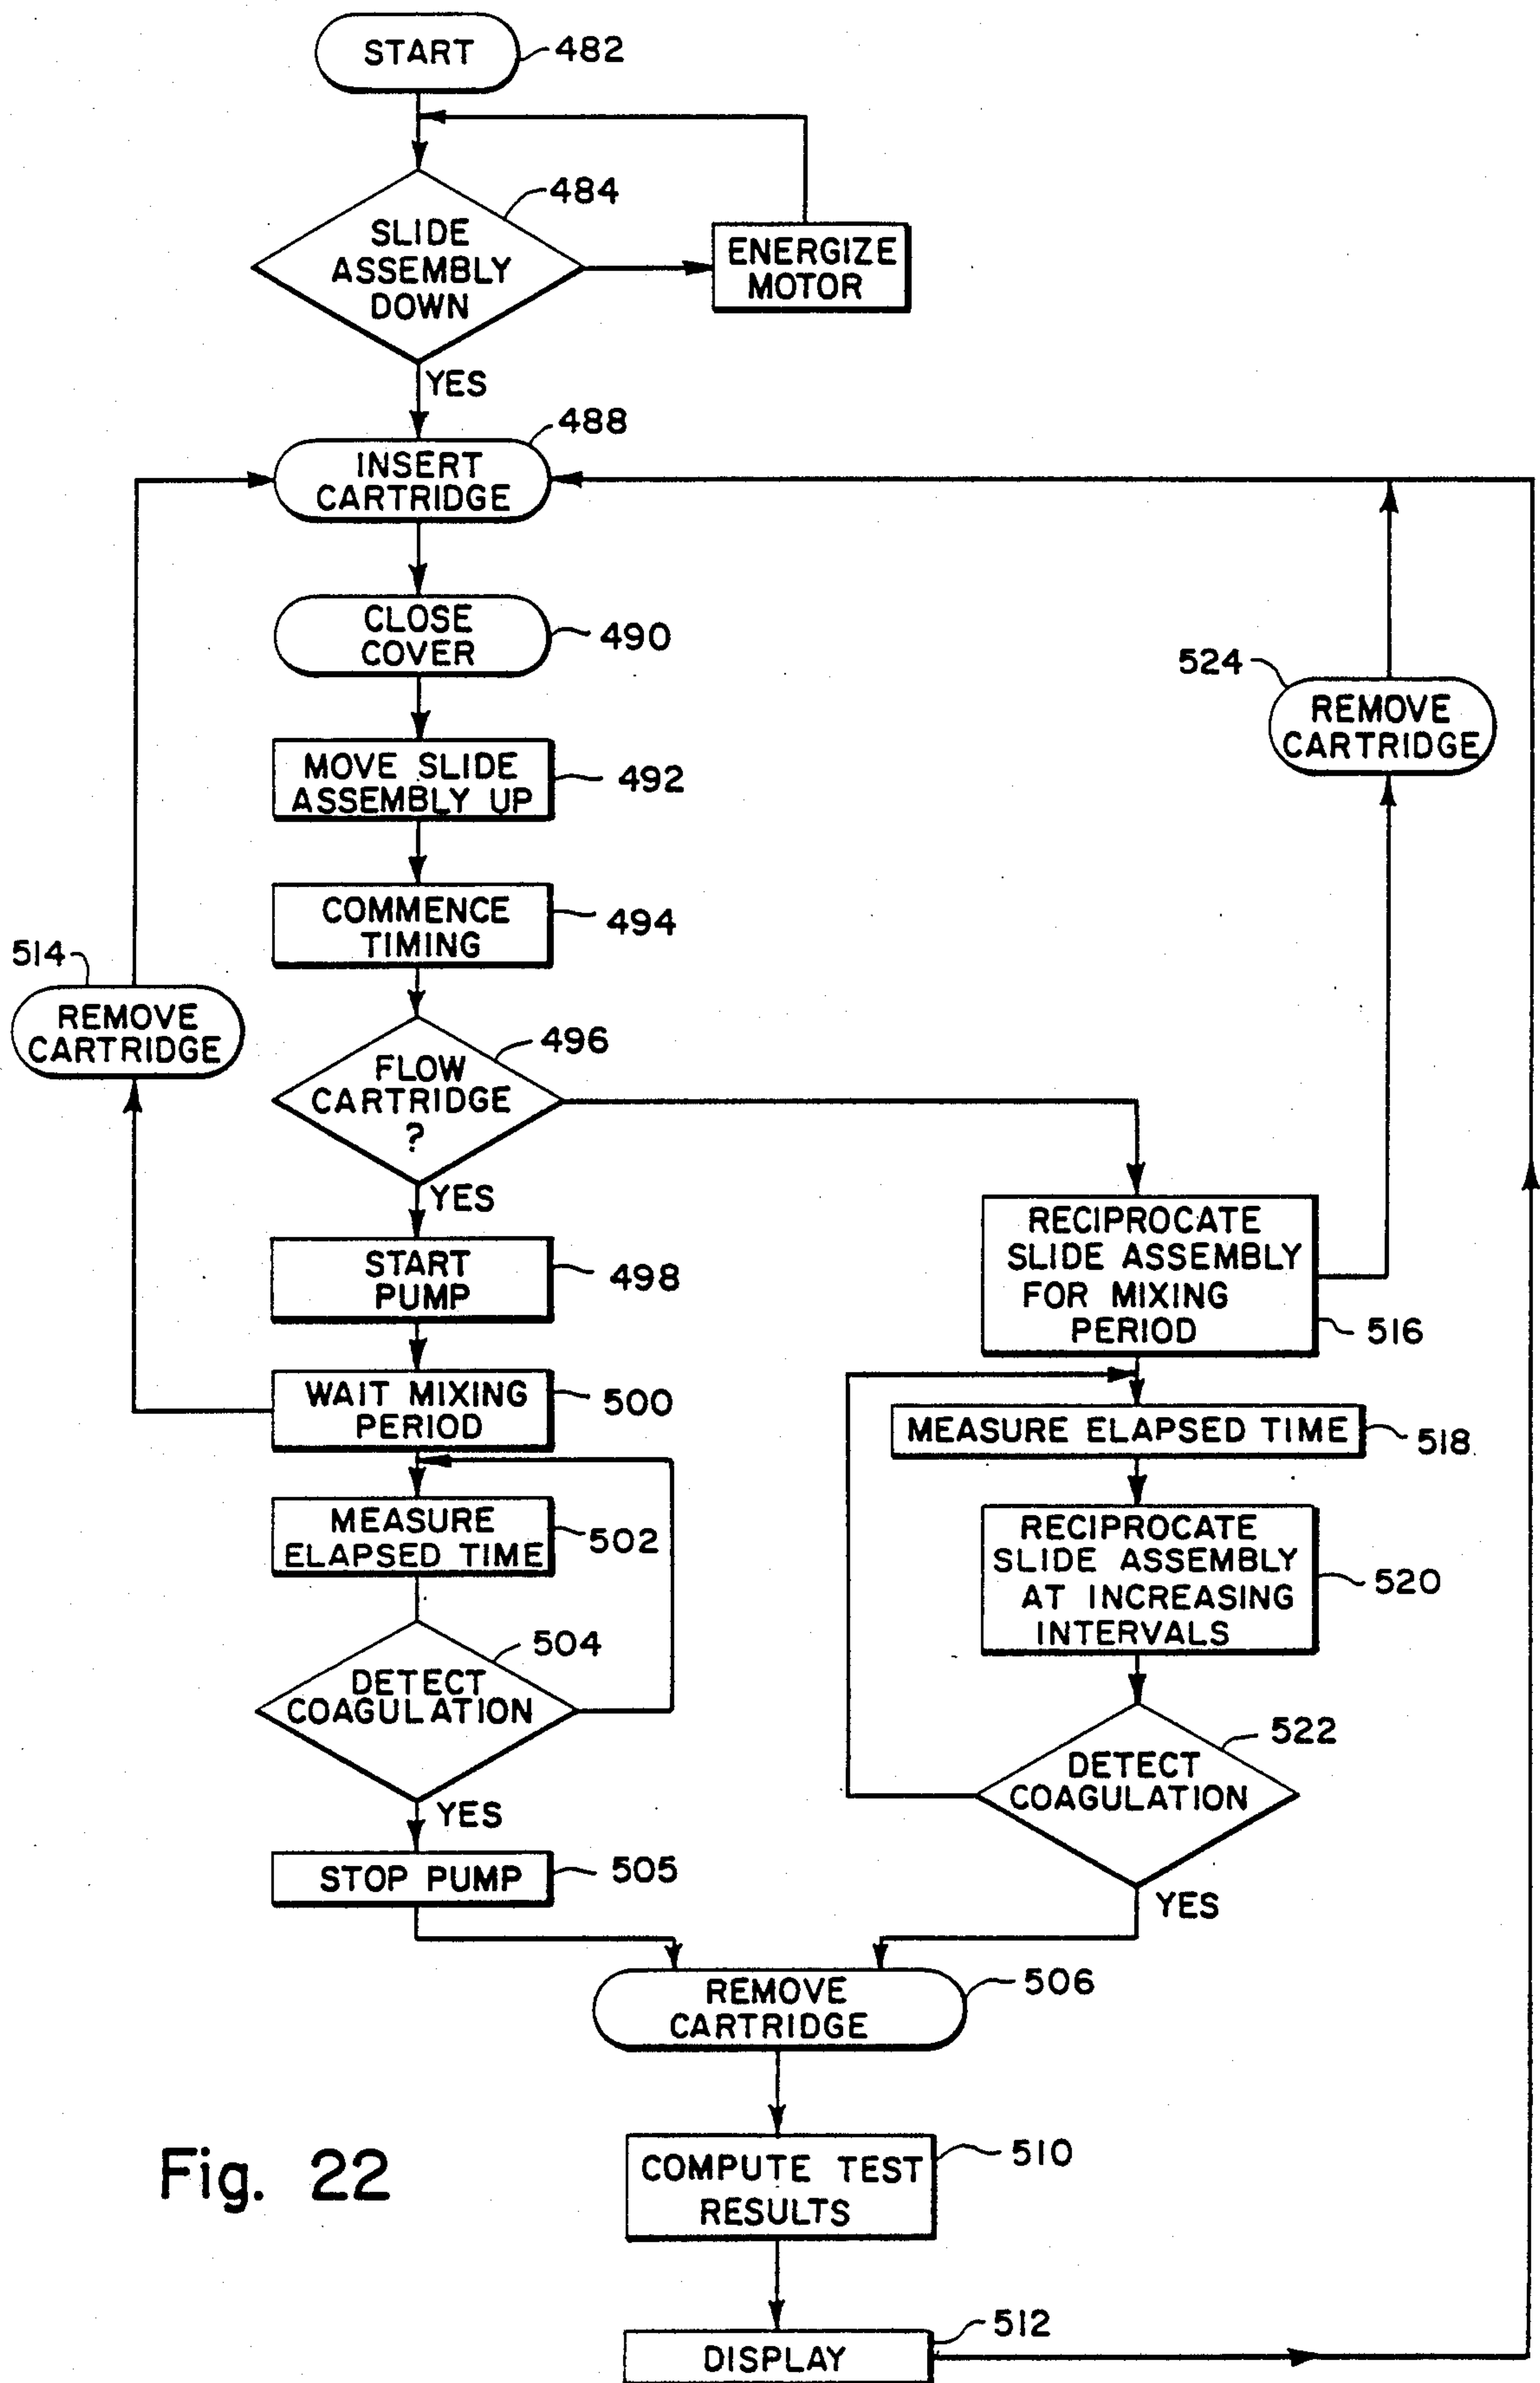 START
482
484
SLIDE
ASSEMBLY
DOWN
ENERGIZE
MOTOR
YES
488
INSERT
CARTRIDGE
CLOSE
COVER
490
524
REMOVE
CARTRIDGE
MOVE SLIDE
ASSEMBLY UP
492
COMMENCE
TIMING
494
514
REMOVE
CARTRIDGE
496
FLOW
CARTRIDGE
?
YES
START
PUMP
498
RECIPROCATE
SLIDE ASSEMBLY
FOR MIXING
PERIOD
516
WAIT MIXING
PERIOD
500
MEASURE ELAPSED TIME
518
MEASURE
ELAPSED TIME
502
RECIPROCATE
SLIDE ASSEMBLY
AT INCREASING
INTERVALS
520
504
DETECT
COAGULATION
522
DETECT
COAGULATION
YES
STOP PUMP
505
YES
REMOVE
CARTRIDGE
506
COMPUTE TEST
RESULTS
510
Fig. 22
512
DISPLAY